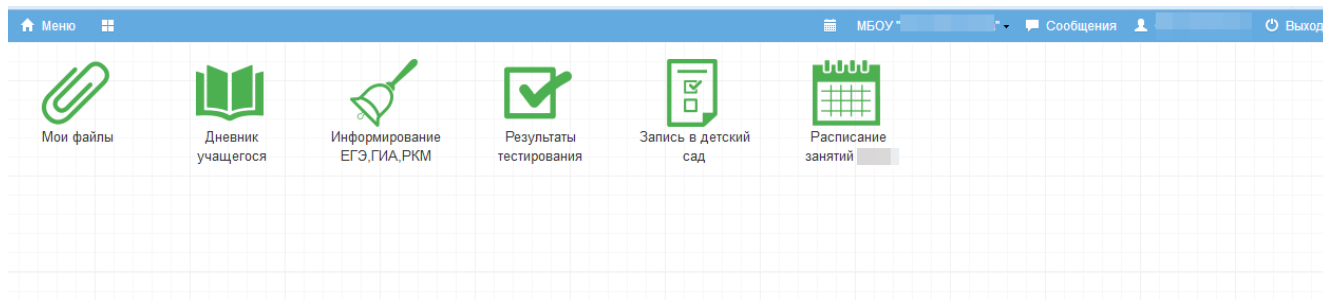 Меню
МБОУ " "
Сообщения
Выход
Мои файлы
Дневник
учащегося
Информирование
ЕГЭ,ГИА,РКМ
Результаты
тестирования
Запись в детский
сад
Расписание
занятий